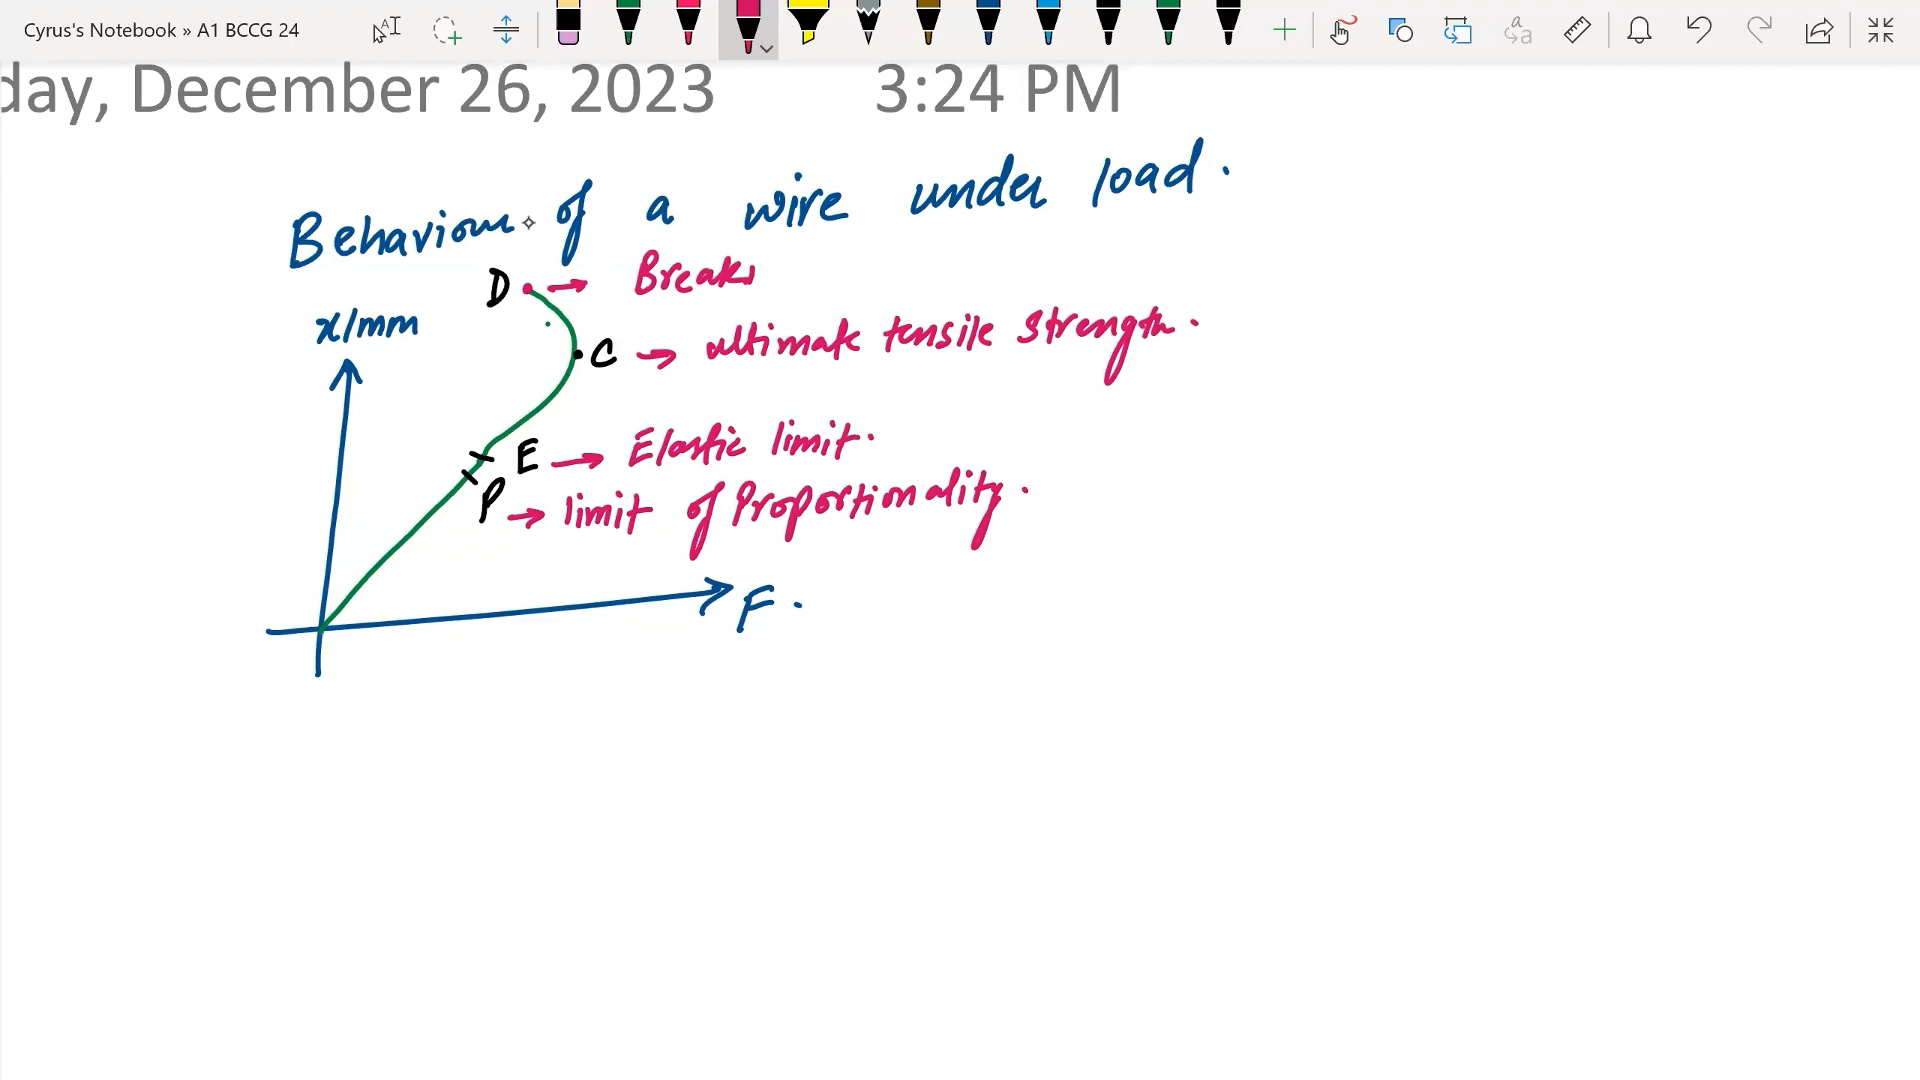 Cyrus's Notebook » A1 BCCG 24
day, December 26, 2023 3:24 PM
Behaviour of a wire under load.
D → Breaks
x/mm
C → ultimate tensile strength.
E → Elastic limit.
P → limit of Proportionality.
F.